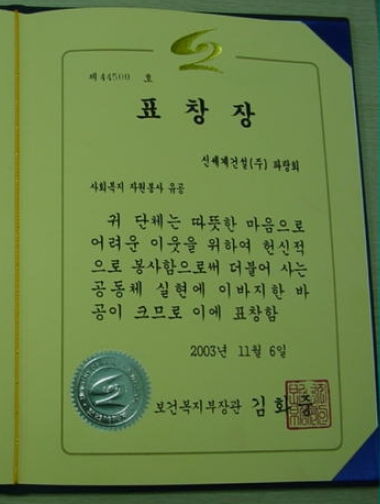 제 44500 호
표 창 장
신세계건설(주) 파랑회
사회복지 자원봉사 유공
귀 단체는 따뜻한 마음으로
어려운 이웃을 위하여 헌신적
으로 봉사함으로써 더불어 사는
공동체 실현에 이바지한 바
공이 크므로 이에 표창함
2003년 11월 6일
보건복지부장관 김화중